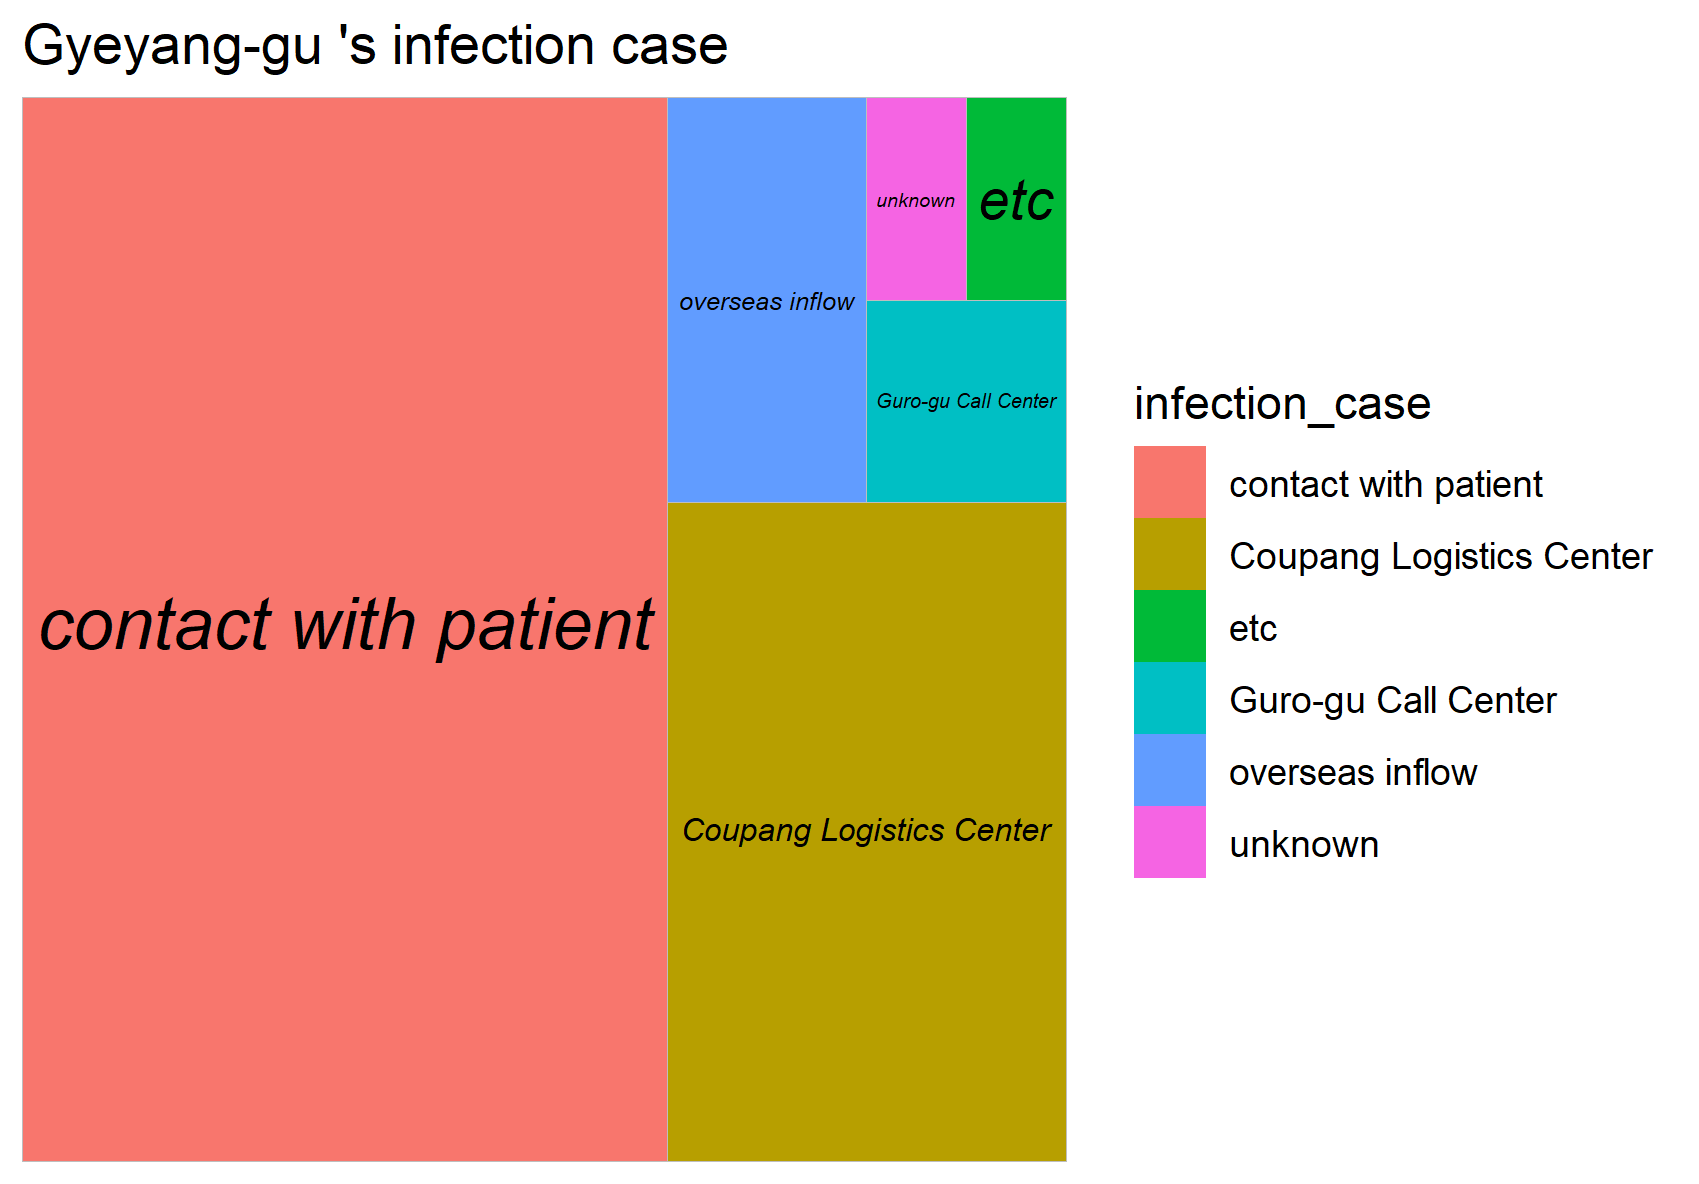 Gyeyang-gu 's infection case
unknown
etc
overseas inflow
Guro-gu Call Center
contact with patient
Coupang Logistics Center
infection_case
contact with patient
Coupang Logistics Center
etc
Guro-gu Call Center
overseas inflow
unknown